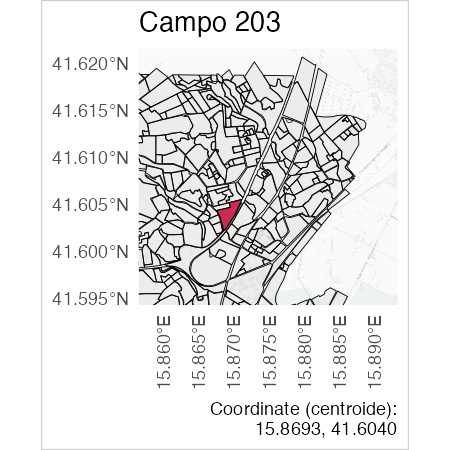 Campo 203
41.620°N
41.615°N
41.610°N
41.605°N
41.600°N
41.595°N
15.860°E
15.865°E
15.870°E
15.875°E
15.880°E
15.885°E
15.890°E
Coordinate (centroide):
15.8693, 41.6040